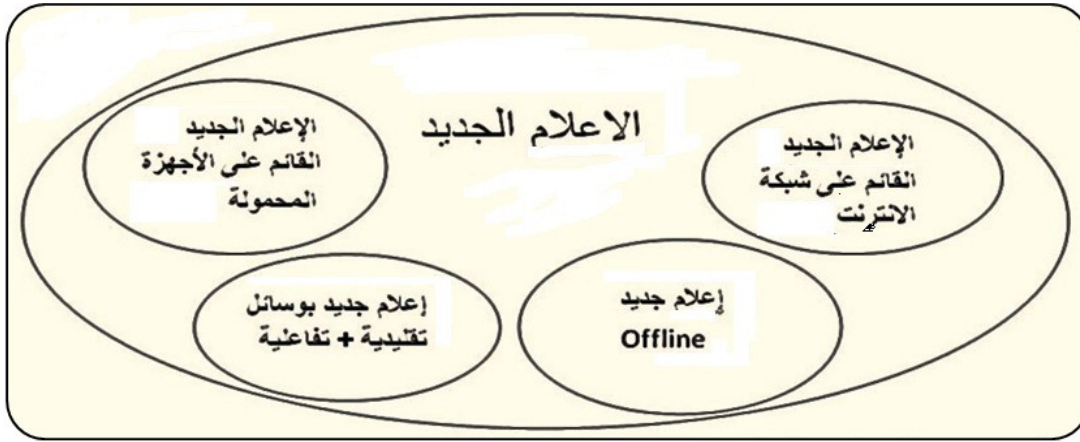 الاعلام الجديد
الإعلام الجديد
القائم على شبكة
الانترنت
الإعلام الجديد
القائم على الأجهزة
المحمولة
إعلام جديد
Offline
إعلام جديد بوسائل
تقليدية + تفاعلية